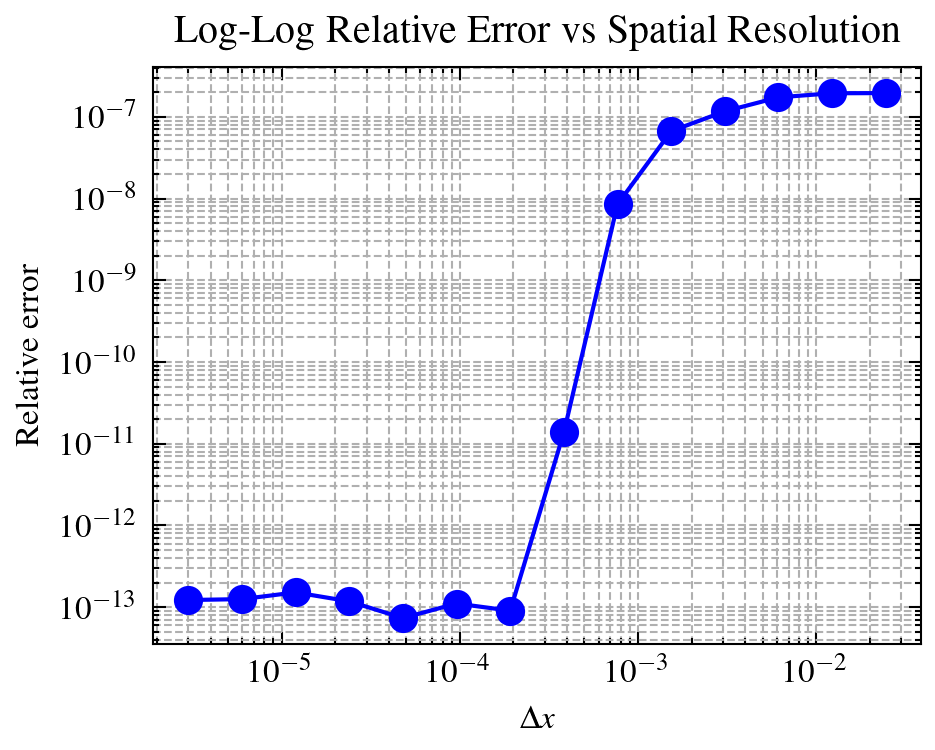 Log-Log Relative Error vs Spatial Resolution
Relative error
10⁻⁷
10⁻⁸
10⁻⁹
10⁻¹⁰
10⁻¹¹
10⁻¹²
10⁻¹³
10⁻⁵ 10⁻⁴ 10⁻³ 10⁻²
Δx